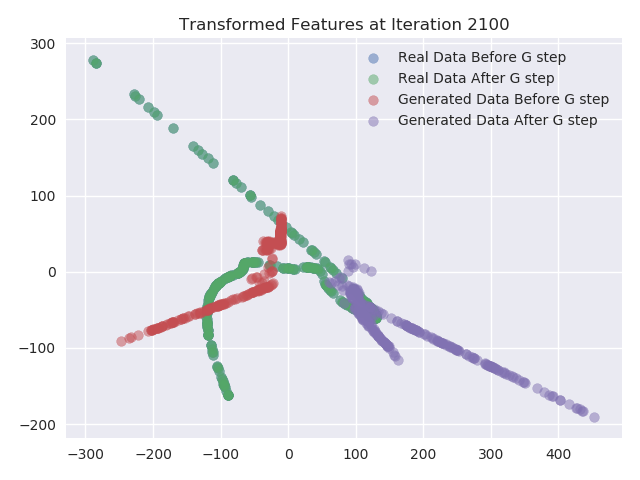 Transformed Features at Iteration 2100
Real Data Before G step
Real Data After G step
Generated Data Before G step
Generated Data After G step
300
200
100
0
−100
−200
−300 −200 −100 0 100 200 300 400